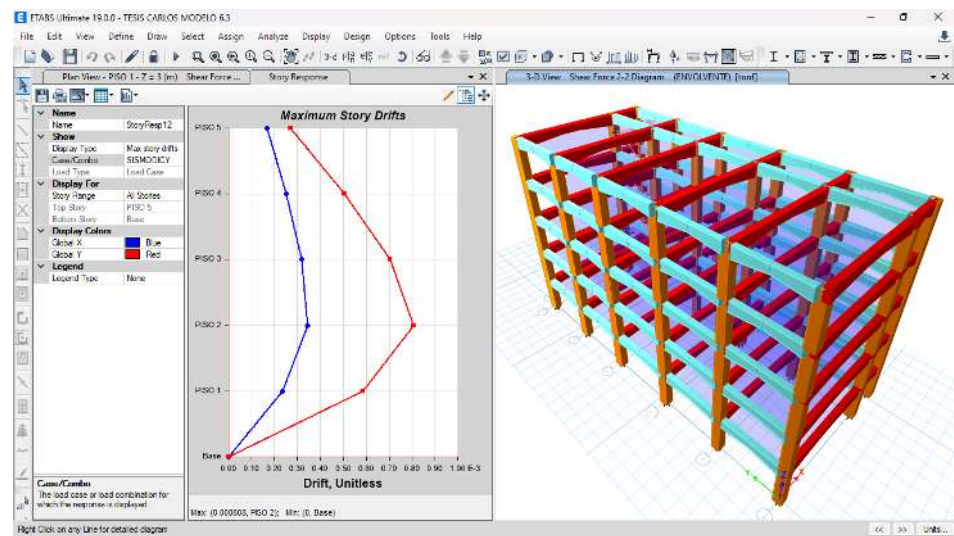 ETABS Ultimate 19.0.0 - TESIS CARLOS MODELO 6.3
File Edit View Define Draw Select Assign Analyze Display Design Options Tools Help
3-d
Plan View - PISO 1 - Z = 3 (m) Shear Force ...
Story Response
3-D View Shear Force 2-2 Diagram (ENVOLVENTE) [tonf]
Name
Name StoryResp12
Show
Display Type Max story drifts
Case/Combo SISMODICY
Load Type Load Case
Display For
Story Range All Stories
Top Story PISO 5
Bottom Story Base
Display Colors
Global X Blue
Global Y Red
Legend
Legend Type None
Case/Combo
The load case or load combination for
which the response is displayed
Maximum Story Drifts
PISO 5
PISO 4
PISO 3
PISO 2
PISO 1
Base
0.00 0.10 0.20 0.30 0.40 0.50 0.60 0.70 0.80 0.90 1.00 E-3
Drift, Unitless
Max: (0.000808, PISO 2); Min: (0, Base)
X
Y
Right Click on any Line for detailed diagram
<< >> Units...